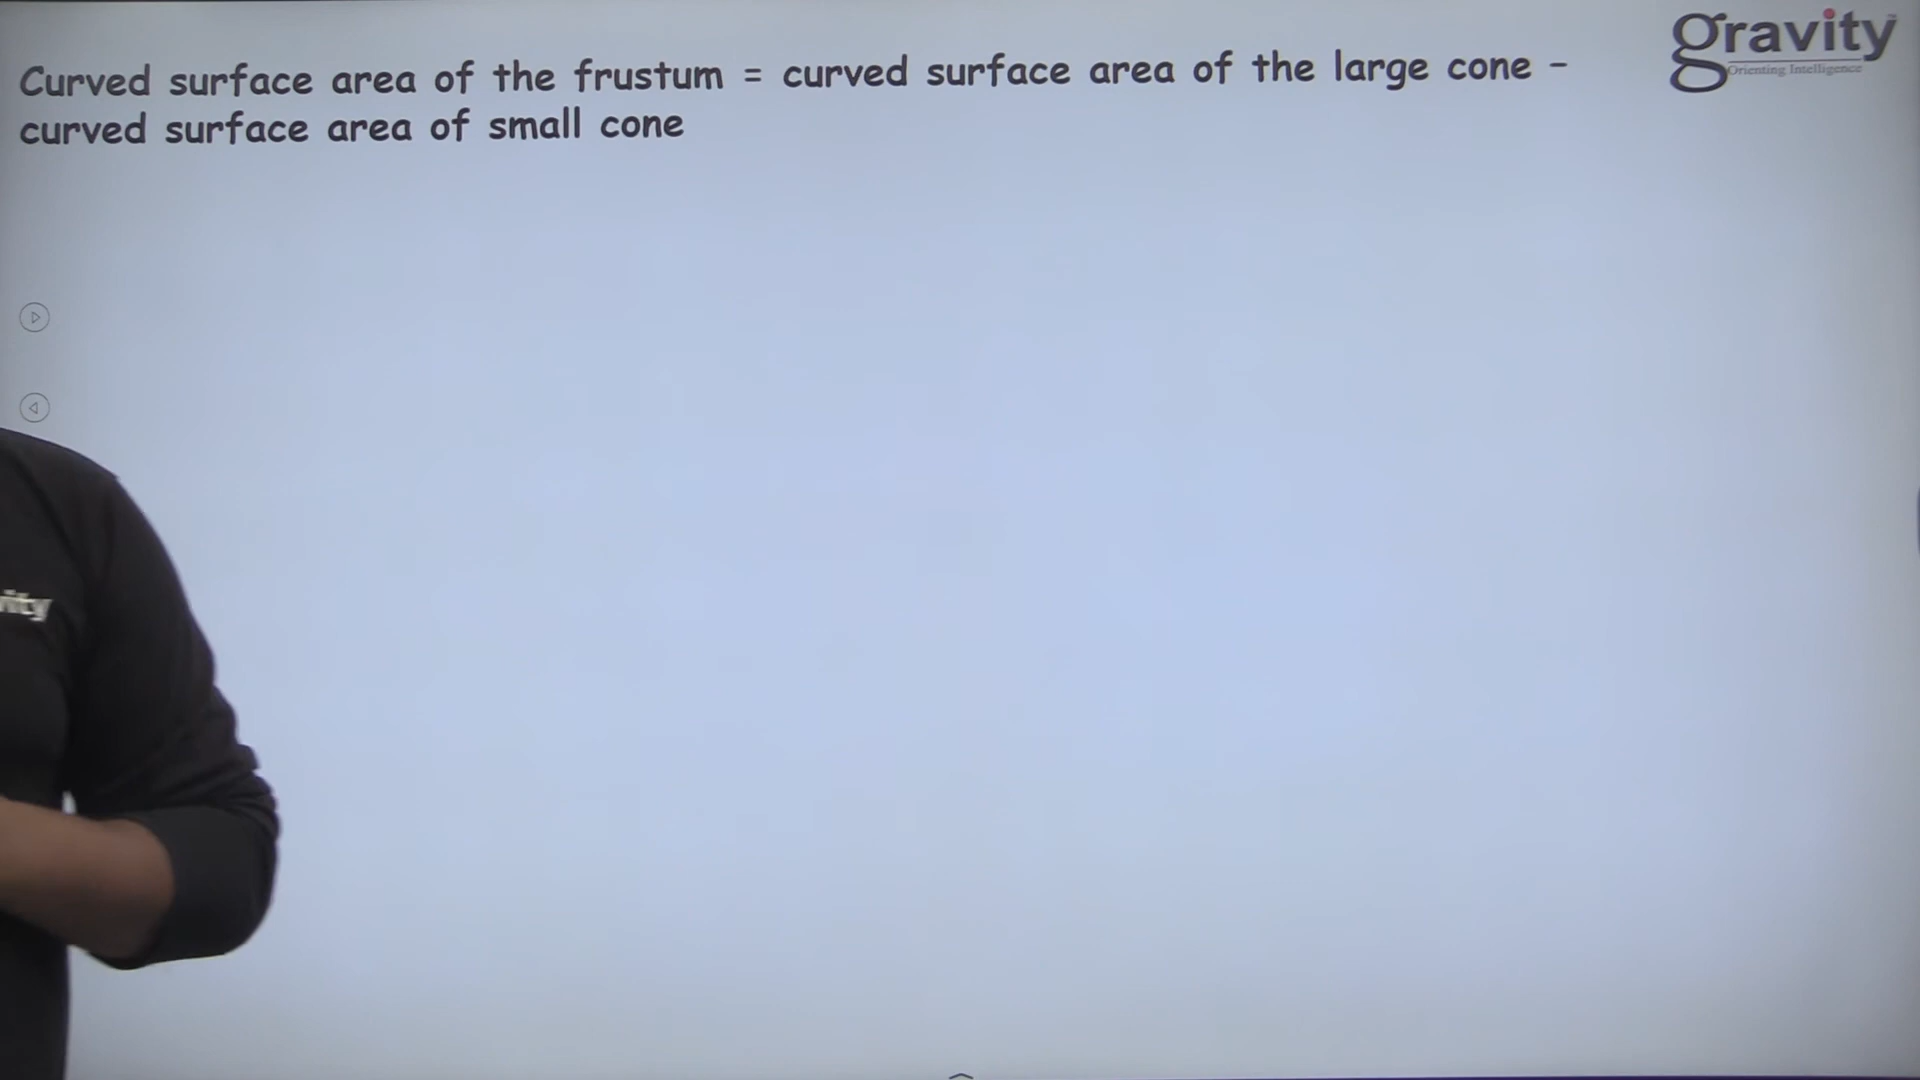 gravity
Orienting Intelligence
Curved surface area of the frustum = curved surface area of the large cone -
curved surface area of small cone
vity